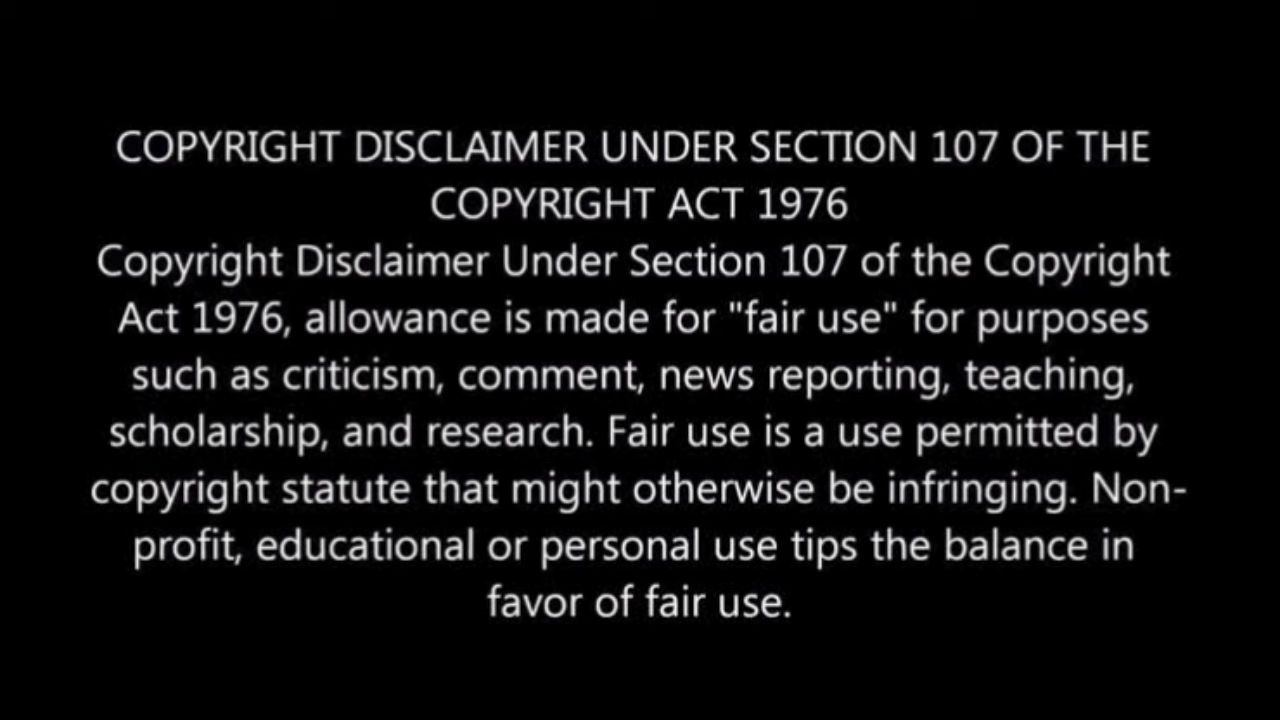 COPYRIGHT DISCLAIMER UNDER SECTION 107 OF THE
COPYRIGHT ACT 1976
Copyright Disclaimer Under Section 107 of the Copyright
Act 1976, allowance is made for "fair use" for purposes
such as criticism, comment, news reporting, teaching,
scholarship, and research. Fair use is a use permitted by
copyright statute that might otherwise be infringing. Non-
profit, educational or personal use tips the balance in
favor of fair use.